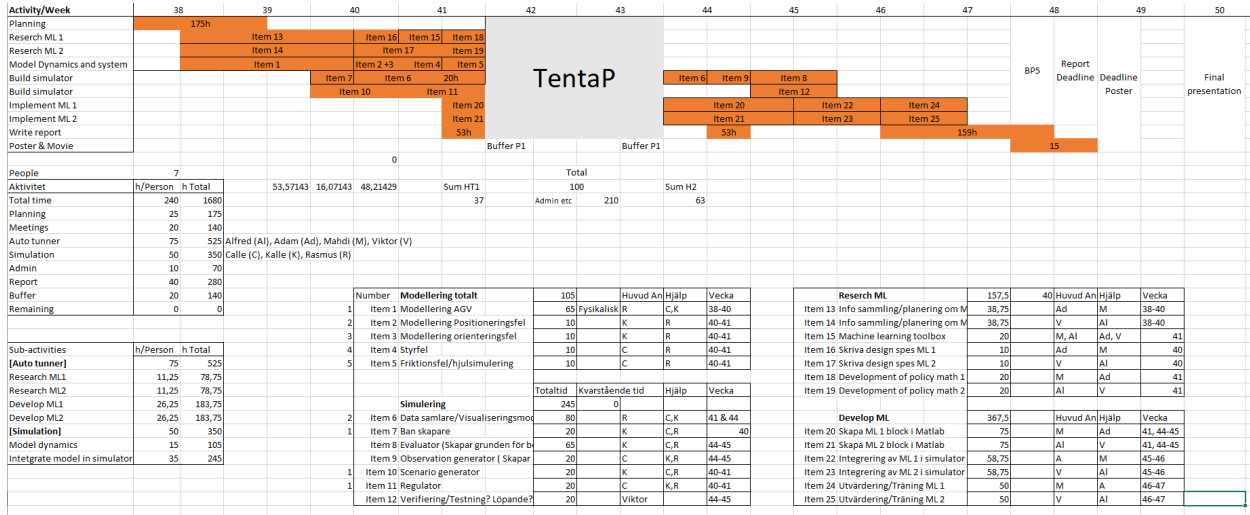 Activity/Week 38 39 40 41 42 43 44 45 46 47 48 49 50
Planning 175h
Reserch ML 1 Item 13 Item 16 Item 15 Item 18
Reserch ML 2 Item 14 Item 17 Item 19
Model Dynamics and system Item 1 Item 2 +3 Item 4 Item 5
Build simulator Item 7 Item 6 20h Item 6 Item 9 Item 8
Build simulator Item 10 Item 11 Item 12
Implement ML 1 Item 20 Item 20 Item 22 Item 24
Implement ML 2 Item 21 Item 21 Item 23 Item 25
Write report 53h 53h 159h
Poster & Movie Buffer P1 Buffer P1 15
TentaP
BP5
Report
Deadline
Deadline
Poster
Final
presentation
0
People 7 Total
Aktivitet h/Person h Total 53,57143 16,07143 48,21429 Sum HT1 100 Sum H2
Total time 240 1680 37 Admin etc 210 63
Planning 25 175
Meetings 20 140
Auto tunner 75 525 Alfred (Al), Adam (Ad), Mahdi (M), Viktor (V)
Simulation 50 350 Calle (C), Kalle (K), Rasmus (R)
Admin 10 70
Report 40 280
Buffer 20 140
Remaining 0 0
Sub-activities h/Person h Total
[Auto tunner] 75 525
Research ML1 11,25 78,75
Research ML2 11,25 78,75
Develop ML1 26,25 183,75
Develop ML2 26,25 183,75
[Simulation] 50 350
Model dynamics 15 105
Intetgrate model in simulator 35 245
Number Modellering totalt 105 Huvud An Hjälp Vecka
1 Item 1 Modellering AGV 65 Fysikalisk R C,K 38-40
2 Item 2 Modellering Positioneringsfel 10 K R 40-41
3 Item 3 Modellering orienteringsfel 10 K R 40-41
4 Item 4 Styrfel 10 C R 40-41
5 Item 5 Friktionsfel/hjulsimulering 10 C R 40-41
Totaltid Kvarstående tid Hjälp Vecka
Simulering 245 0
2 Item 6 Data samlare/Visualiseringsmod 80 R C,K 41 & 44
1 Item 7 Ban skapare 20 K C,R 40
Item 8 Evaluator (Skapar grunden för be 65 K C,R 44-45
Item 9 Observation generator ( Skapar 20 C K,R 44-45
1 Item 10 Scenario generator 20 K C,R 40-41
1 Item 11 Regulator 20 C K,R 40-41
Item 12 Verifiering/Testning? Löpande? 20 Viktor 44-45
Reserch ML 157,5 40 Huvud An Hjälp Vecka
Item 13 Info sammling/planering om M 38,75 Ad M 38-40
Item 14 Info sammling/planering om M 38,75 V Al 38-40
Item 15 Machine learning toolbox 20 M, Al Ad, V 41
Item 16 Skriva design spes ML 1 10 Ad M 40
Item 17 Skriva design spes ML 2 10 V Al 40
Item 18 Development of policy math 1 20 M Ad 41
Item 19 Development of policy math 2 20 Al V 41
Develop ML 367,5 Huvud An Hjälp Vecka
Item 20 Skapa ML 1 block i Matlab 75 M Ad 41, 44-45
Item 21 Skapa ML 2 block i Matlab 75 Al V 41, 44-45
Item 22 Integrering av ML 1 i simulator 58,75 A M 45-46
Item 23 Integrering av ML 2 i simulator 58,75 V Al 45-46
Item 24 Utvärdering/Träning ML 1 50 M A 46-47
Item 25 Utvärdering/Träning ML 2 50 V Al 46-47